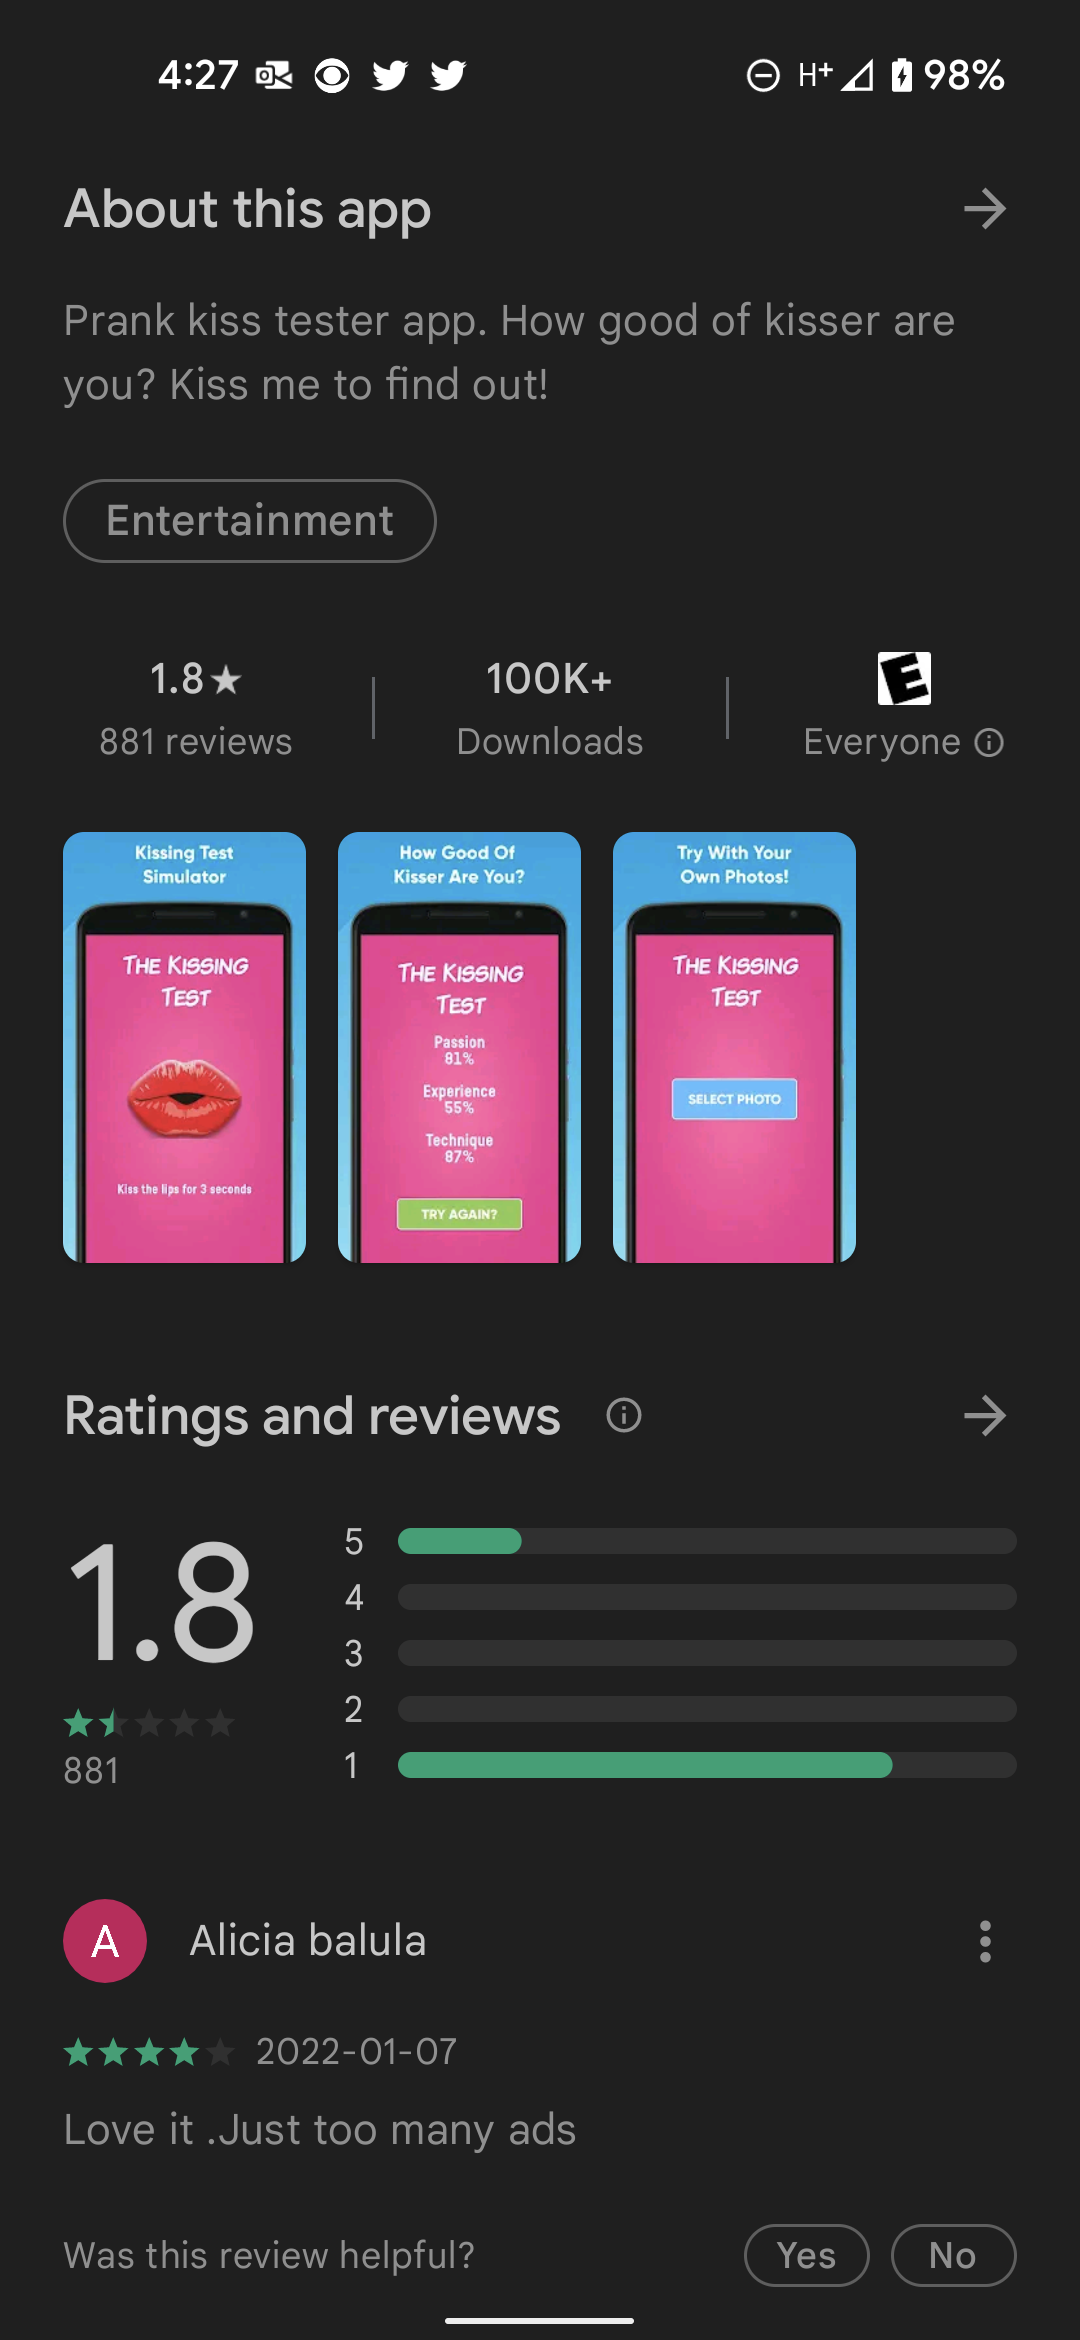 4:27
H+
98%
About this app
Prank kiss tester app. How good of kisser are
you? Kiss me to find out!
Entertainment
1.8★
881 reviews
100K+
Downloads
E
Everyone
Kissing Test
Simulator
THE KISSING
TEST
Kiss the lips for 3 seconds
How Good Of
Kisser Are You?
THE KISSING
TEST
Passion
81%
Experience
55%
Technique
87%
TRY AGAIN?
Try With Your
Own Photos!
THE KISSING
TEST
SELECT PHOTO
Ratings and reviews
1.8
881
5
4
3
2
1
A
Alicia balula
2022-01-07
Love it .Just too many ads
Was this review helpful?
Yes
No